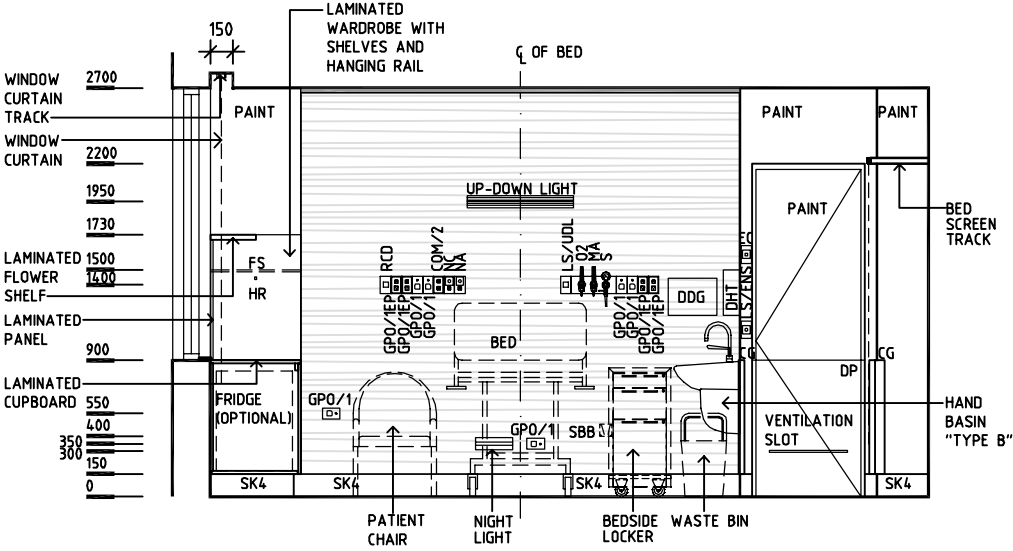 LAMINATED
WARDROBE WITH
SHELVES AND
HANGING RAIL
150
℄ OF BED
WINDOW
CURTAIN
TRACK
2700
PAINT
PAINT
PAINT
WINDOW
CURTAIN
2200
UP-DOWN LIGHT
1950
PAINT
BED
SCREEN
TRACK
1730
RCD
COM/2
NC
NA
LS/UDL
O2
MA
S
LAMINATED
FLOWER
SHELF
1500
1400
FS
HR
DDG
DHT
LS/ENS
GPO/1EP
GPO/1EP
GPO/1
GPO/1
GPO/1
GPO/1
GPO/1EP
GPO/1EP
LAMINATED
PANEL
BED
900
CG
CG
DP
LAMINATED
CUPBOARD
550
FRIDGE
(OPTIONAL)
GPO/1
HAND
BASIN
"TYPE B"
400
350
300
GPO/1
SBB
VENTILATION
SLOT
150
0
SK4
SK4
SK4
SK4
PATIENT
CHAIR
NIGHT
LIGHT
BEDSIDE
LOCKER
WASTE BIN